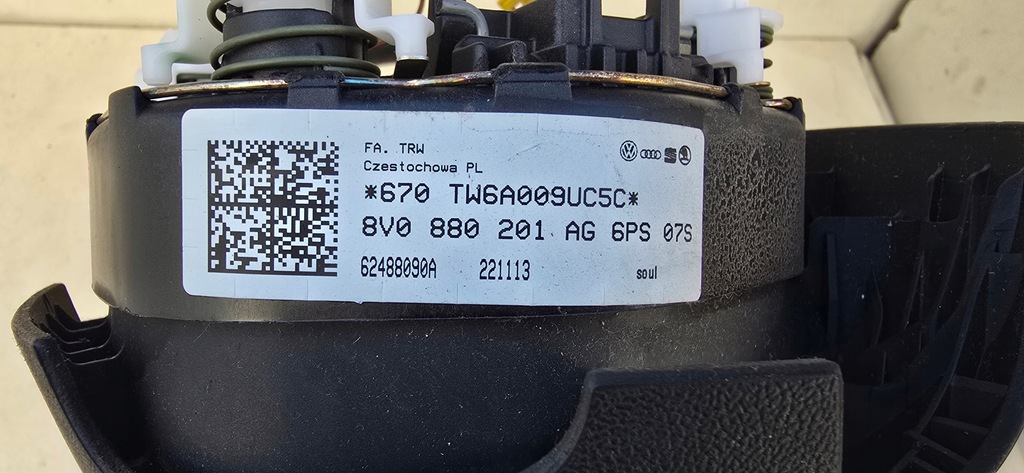 FA. TRW
Czestochowa PL
*670 TW6A009UC5C*
8V0 880 201 AG 6PS 07S
62488090A 221113 soul